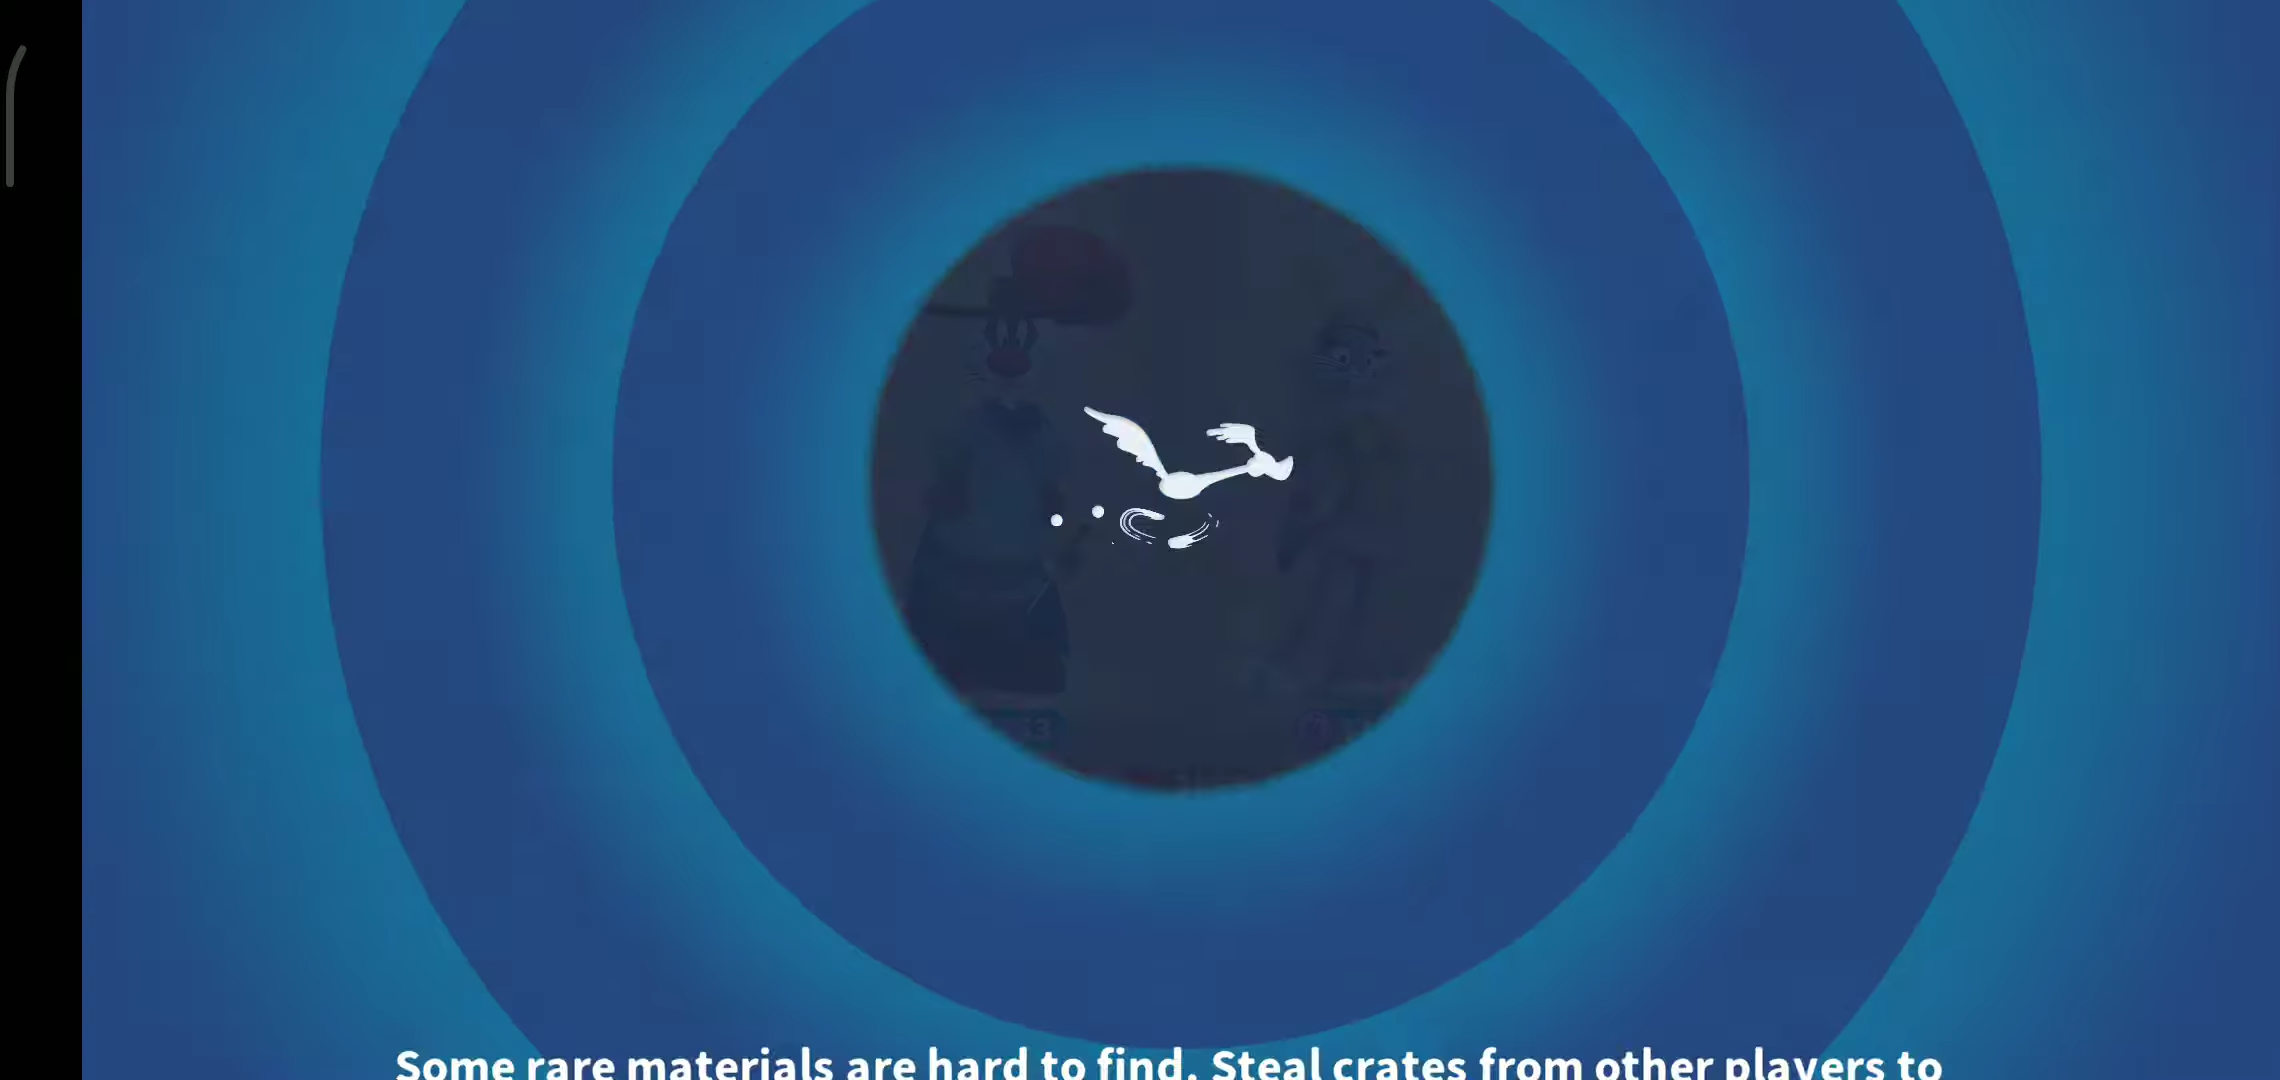 Some rare materials are hard to find. Steal crates from other players to